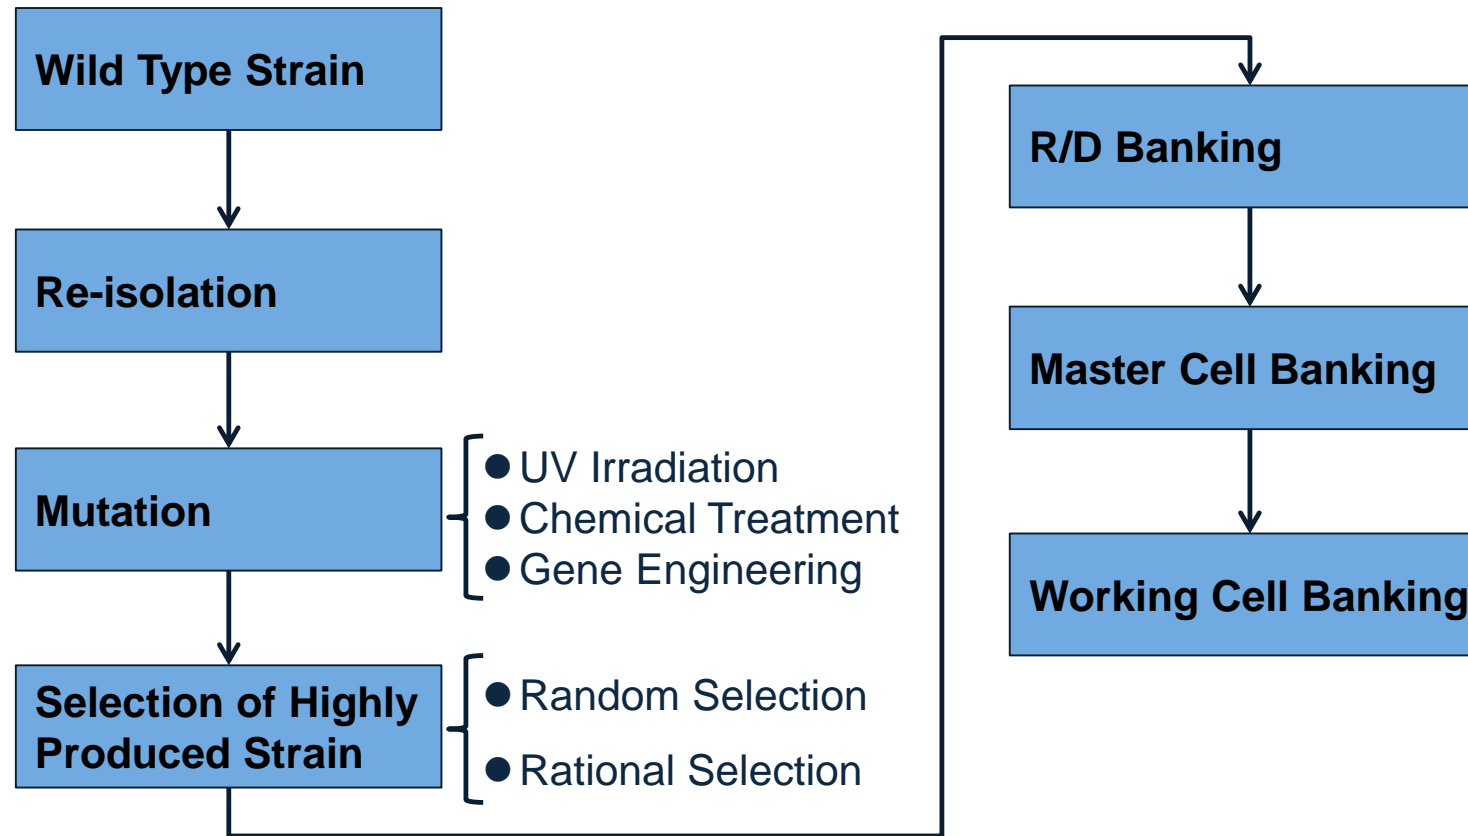 Wild Type Strain
Re-isolation
Mutation
● UV Irradiation
● Chemical Treatment
● Gene Engineering
Selection of Highly
Produced Strain
● Random Selection
● Rational Selection
R/D Banking
Master Cell Banking
Working Cell Banking